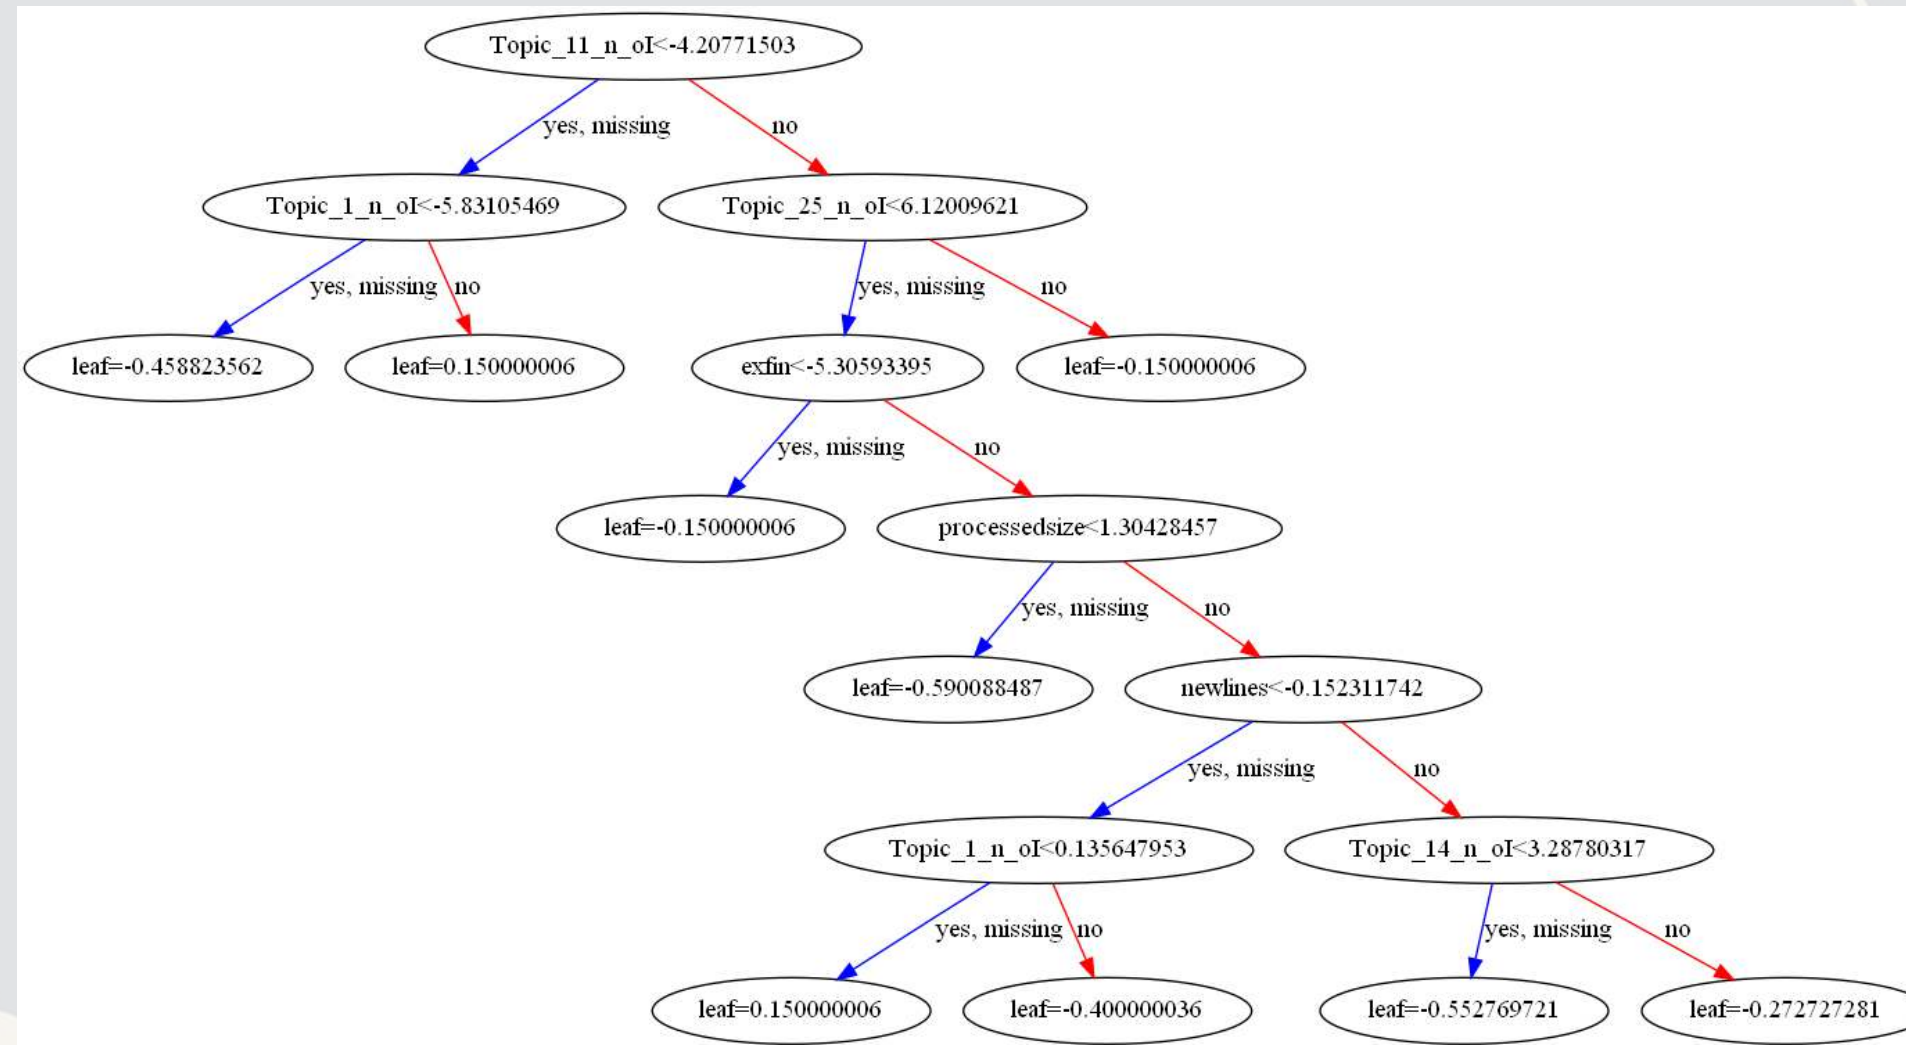 Topic_11_n_oI<-4.20771503
yes, missing
no
Topic_1_n_oI<-5.83105469
Topic_25_n_oI<6.12009621
yes, missing
no
yes, missing
no
leaf=-0.458823562
leaf=0.150000006
exfin<-5.30593395
leaf=-0.150000006
yes, missing
no
leaf=-0.150000006
processedsize<1.30428457
yes, missing
no
leaf=-0.590088487
newlines<-0.152311742
yes, missing
no
Topic_1_n_oI<0.135647953
Topic_14_n_oI<3.28780317
yes, missing
no
yes, missing
no
leaf=0.150000006
leaf=-0.400000036
leaf=-0.552769721
leaf=-0.272727281